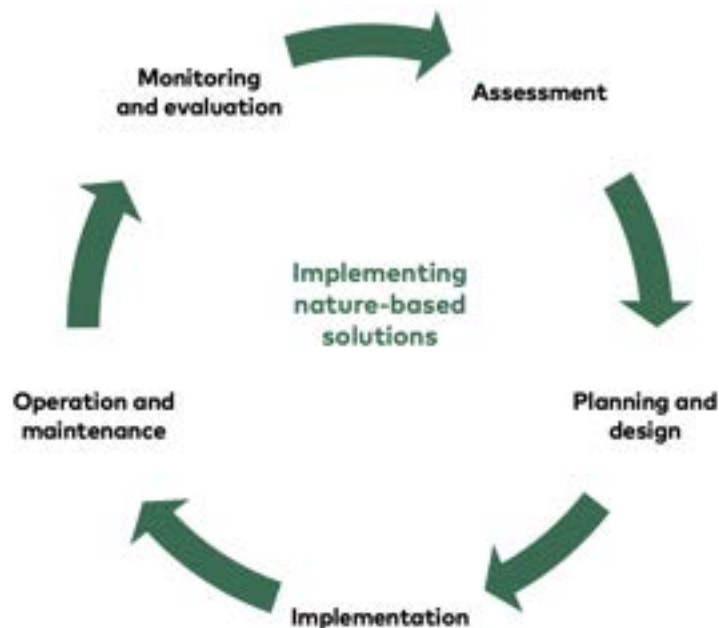 Monitoring
and evaluation
Assessment
Implementing
nature-based
solutions
Operation and
maintenance
Planning and
design
Implementation